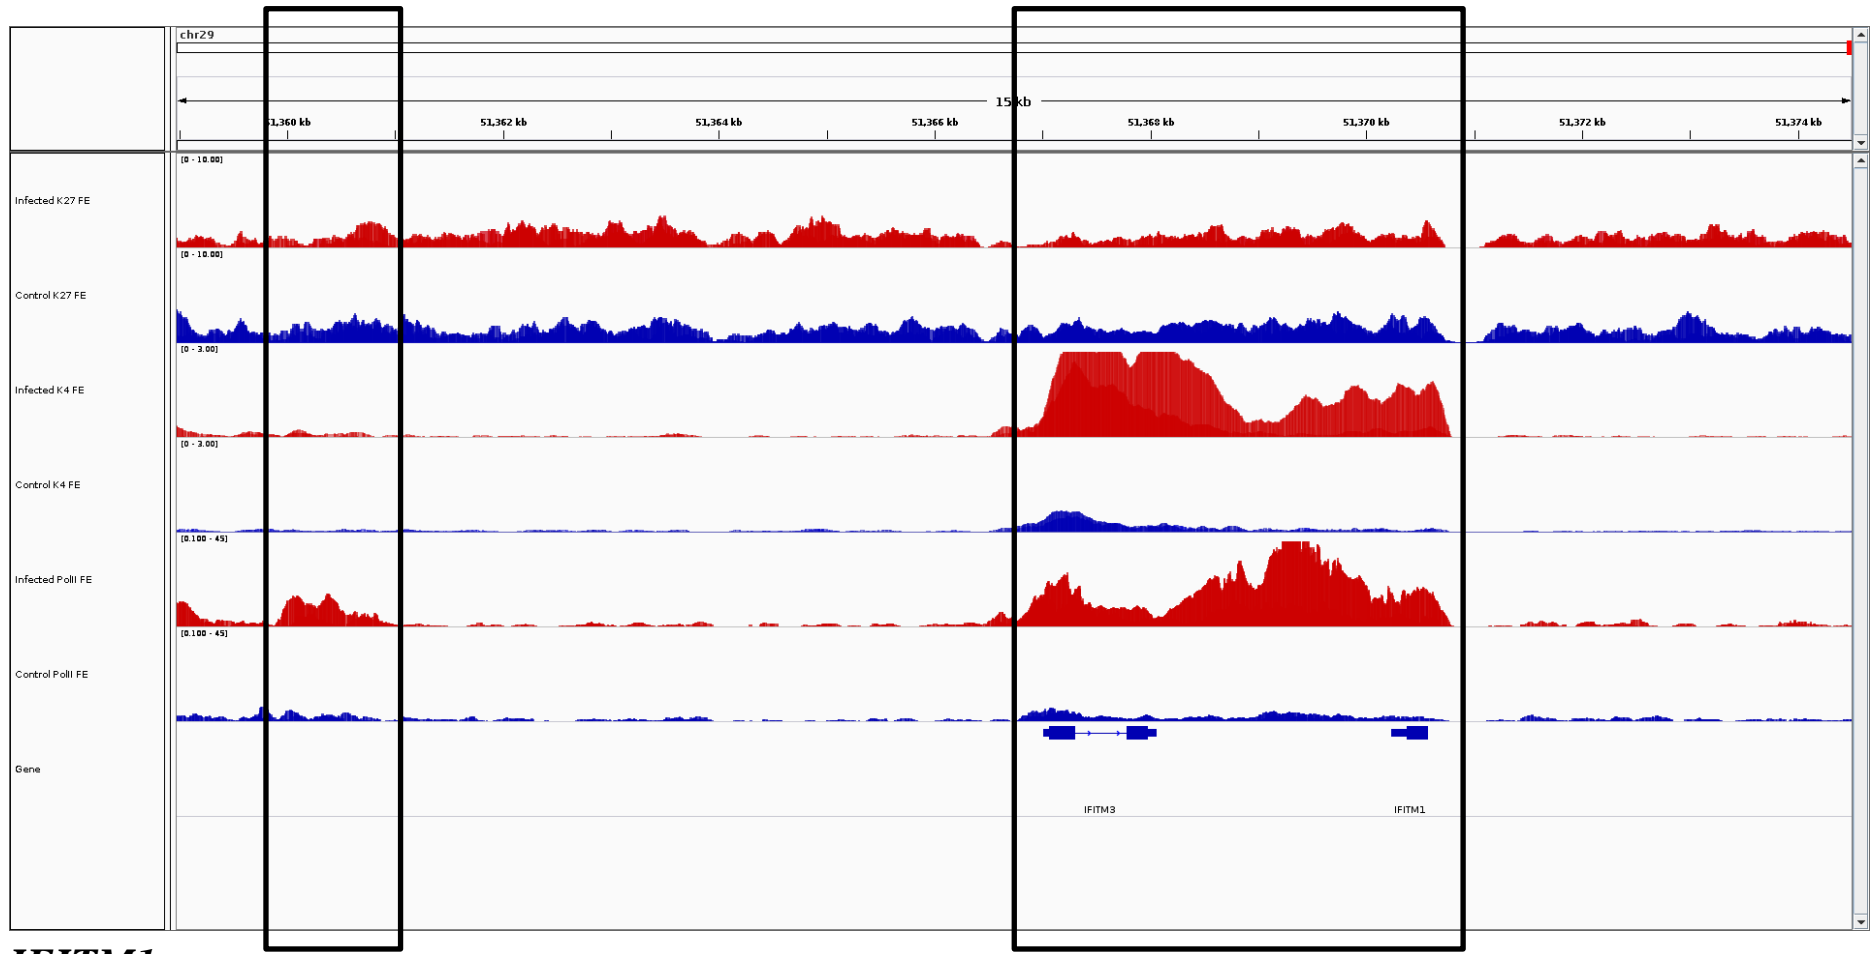 chr29
15 kb
51,360 kb 51,362 kb 51,364 kb 51,366 kb 51,368 kb 51,370 kb 51,372 kb 51,374 kb
[0 - 10.00]
Infected K27 FE
[0 - 10.00]
Control K27 FE
[0 - 3.00]
Infected K4 FE
[0 - 3.00]
Control K4 FE
[0.100 - 45]
Infected PolII FE
[0.100 - 45]
Control PolII FE
Gene
IFITM3 IFITM1
IFITM1